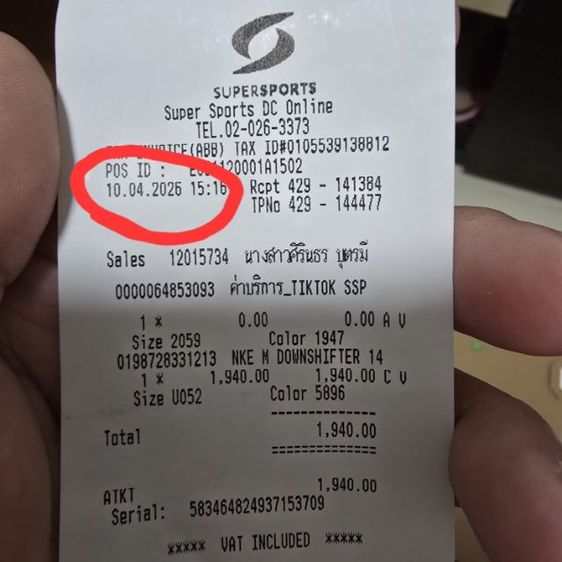 SUPERSPORTS
Super Sports DC Online
TEL.02-026-3373
INVOICE(ABB) TAX ID#0105539138812
POS ID : E031120001A1502
10.04.2026 15:16 Rcpt 429 - 141384
TPNo 429 - 144477
Sales 12015734 นางสาวศิรินธร บุตรมี
0000064853093 ค่าบริการ_TIKTOK SSP
1 * 0.00 0.00 A V
Size 2059 Color 1947
0198728331213 NKE M DOWNSHIFTER 14
1 * 1,940.00 1,940.00 C V
Size U052 Color 5896
Total 1,940.00
ATKT 1,940.00
Serial: 583464824937153709
***** VAT INCLUDED *****